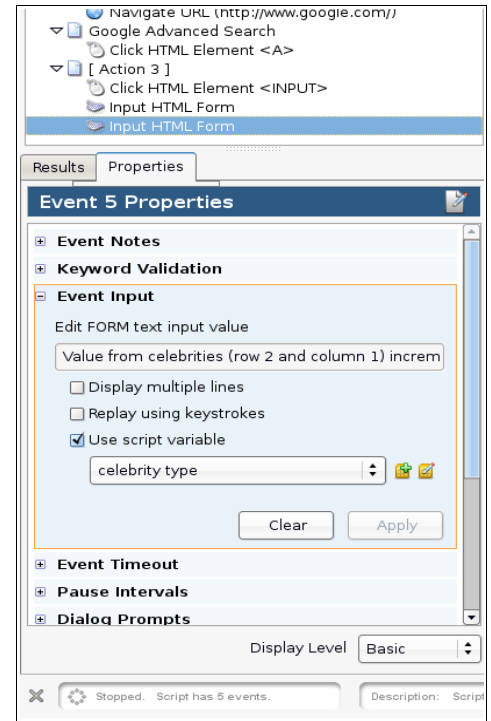 Navigate URL (http://www.google.com/)
Google Advanced Search
Click HTML Element <A>
[ Action 3 ]
Click HTML Element <INPUT>
Input HTML Form
Input HTML Form
Results Properties
Event 5 Properties
Event Notes
Keyword Validation
Event Input
Edit FORM text input value
Value from celebrities (row 2 and column 1) increm
Display multiple lines
Replay using keystrokes
Use script variable
celebrity type
Clear Apply
Event Timeout
Pause Intervals
Dialog Prompts
Display Level Basic
Stopped. Script has 5 events. Description: Script